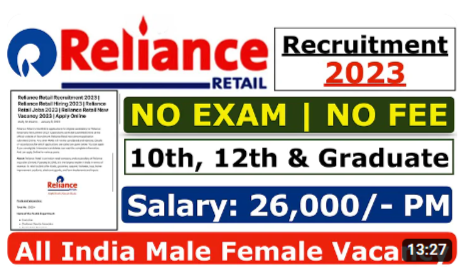 Reliance
RETAIL
Recruitment
2023
Reliance Retail Recruitment 2023 |
Reliance Retail Hiring 2023 | Reliance
Retail Jobs 2023 | Reliance Retail New
Vacancy 2023 | Apply Online
Reliance
NO EXAM | NO FEE
10th, 12th & Graduate
Salary: 26,000/- PM
All India Male Female Vacancy
13:27